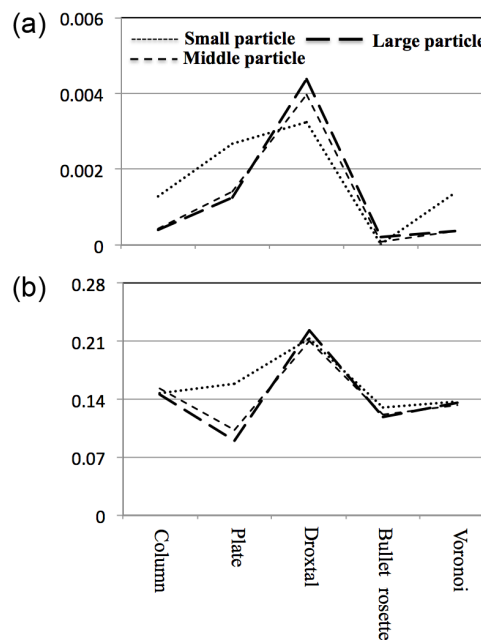 (a)
0.006
Small particle
Large particle
Middle particle
0.004
0.002
0
(b)
0.28
0.21
0.14
0.07
0
Column
Plate
Droxtal
Bullet rosette
Voronoi